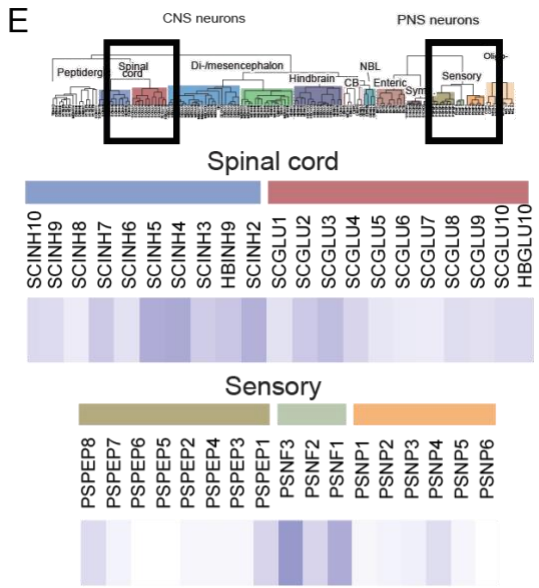 E
CNS neurons
PNS neurons
Peptiderg
Spinal
cord
Di-/mesencephalon
Hindbrain
CB
NBL
Enteric
Sym
Sensory
Oligo-
Spinal cord
SCINH10
SCINH9
SCINH8
SCINH7
SCINH6
SCINH5
SCINH4
SCINH3
HBINH9
SCINH2
SCGLU1
SCGLU2
SCGLU3
SCGLU4
SCGLU5
SCGLU6
SCGLU7
SCGLU8
SCGLU9
SCGLU10
HBGLU10
Sensory
PSPEP8
PSPEP7
PSPEP6
PSPEP5
PSPEP2
PSPEP4
PSPEP3
PSPEP1
PSNF3
PSNF2
PSNF1
PSNP1
PSNP2
PSNP3
PSNP4
PSNP5
PSNP6